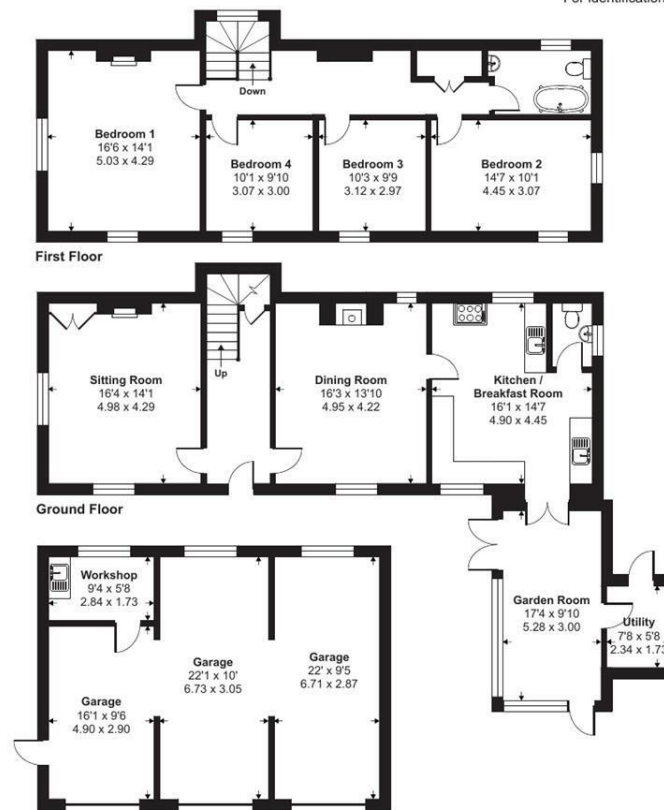 For identification
Down
Bedroom 1
16'6 x 14'1
5.03 x 4.29
Bedroom 4
10'1 x 9'10
3.07 x 3.00
Bedroom 3
10'3 x 9'9
3.12 x 2.97
Bedroom 2
14'7 x 10'1
4.45 x 3.07
First Floor
Sitting Room
16'4 x 14'1
4.98 x 4.29
Up
Dining Room
16'3 x 13'10
4.95 x 4.22
Kitchen /
Breakfast Room
16'1 x 14'7
4.90 x 4.45
Ground Floor
Workshop
9'4 x 5'8
2.84 x 1.73
Garage
16'1 x 9'6
4.90 x 2.90
Garage
22'1 x 10'
6.73 x 3.05
Garage
22' x 9'5
6.71 x 2.87
Garden Room
17'4 x 9'10
5.28 x 3.00
Utility
7'8 x 5'8
2.34 x 1.73